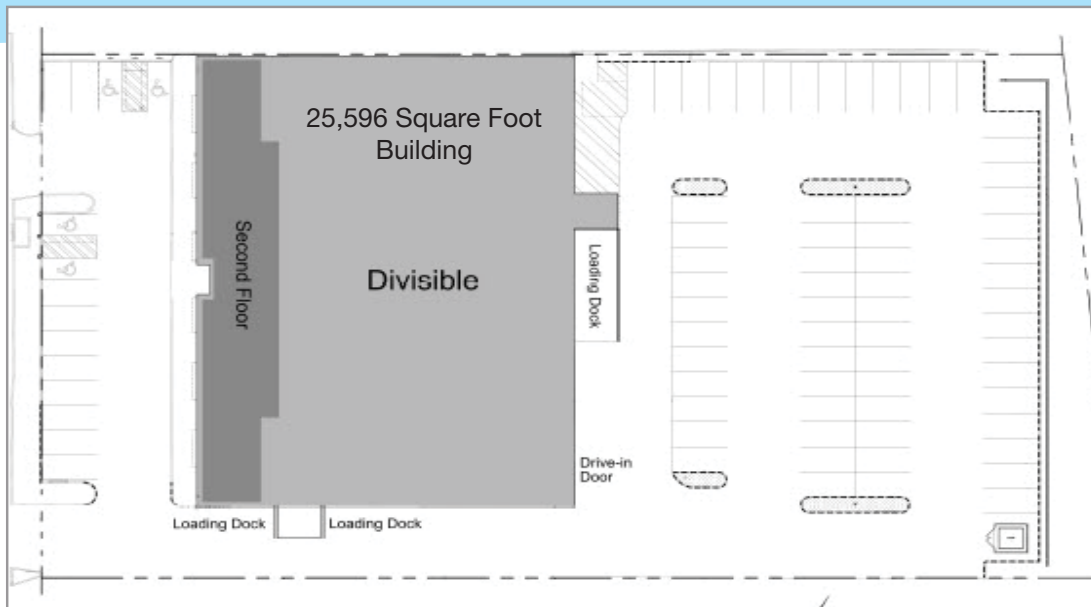 25,596 Square Foot
Building
Second Floor
Divisible
Loading Dock
Drive-in
Door
Loading Dock
Loading Dock